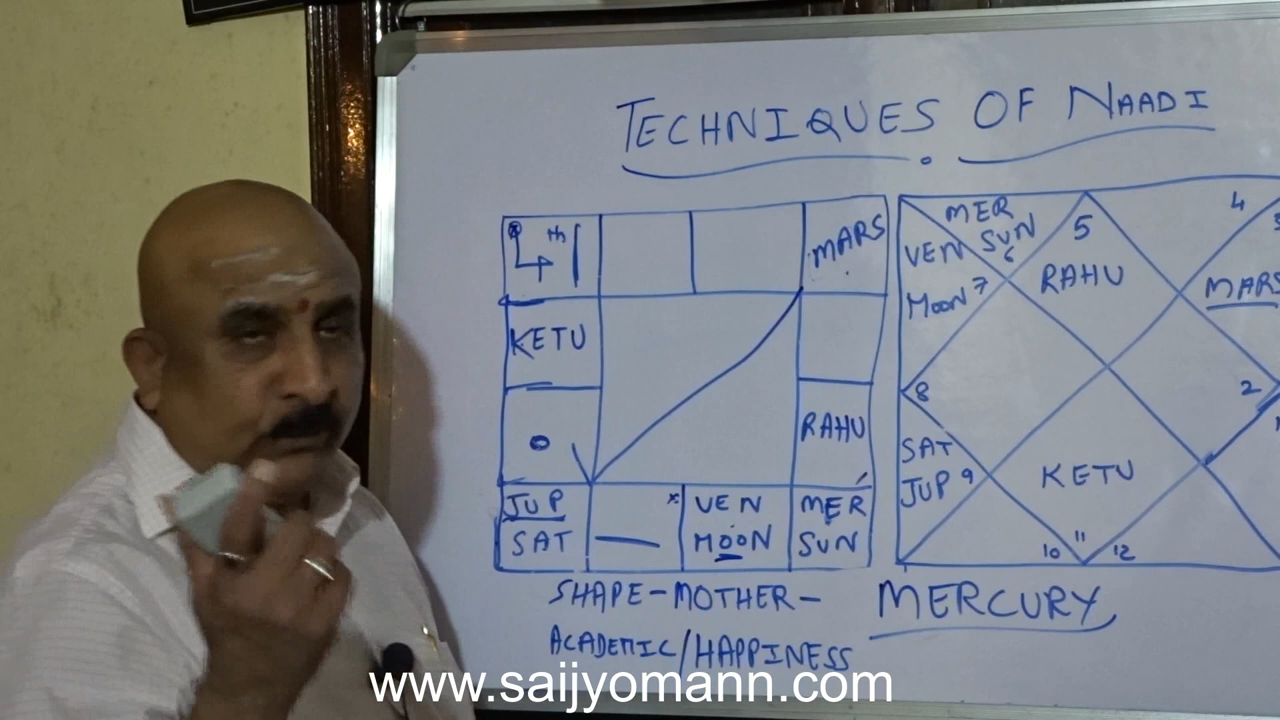 TECHNIQUES OF NAADI
th
MARS
KETU
RAHU
JUP
SAT
VEN
MOON
MER
SUN
MER
VEN SUN
6
MOON 7
5
RAHU
4
MARS
8
2
SAT
JUP 9
KETU
10 11 12
SHAPE-MOTHER-
ACADEMIC/HAPPINESS
MERCURY
www.saijyomann.com